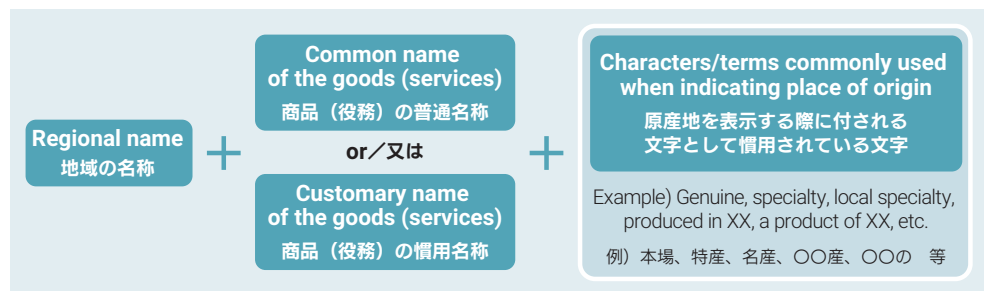 Regional name
地域の名称
+
Common name
of the goods (services)
商品（役務）の普通名称
or／又は
Customary name
of the goods (services)
商品（役務）の慣用名称
+
Characters/terms commonly used
when indicating place of origin
原産地を表示する際に付される
文字として慣用されている文字
Example) Genuine, specialty, local specialty,
produced in XX, a product of XX, etc.
例）本場、特産、名産、〇〇産、〇〇の　等